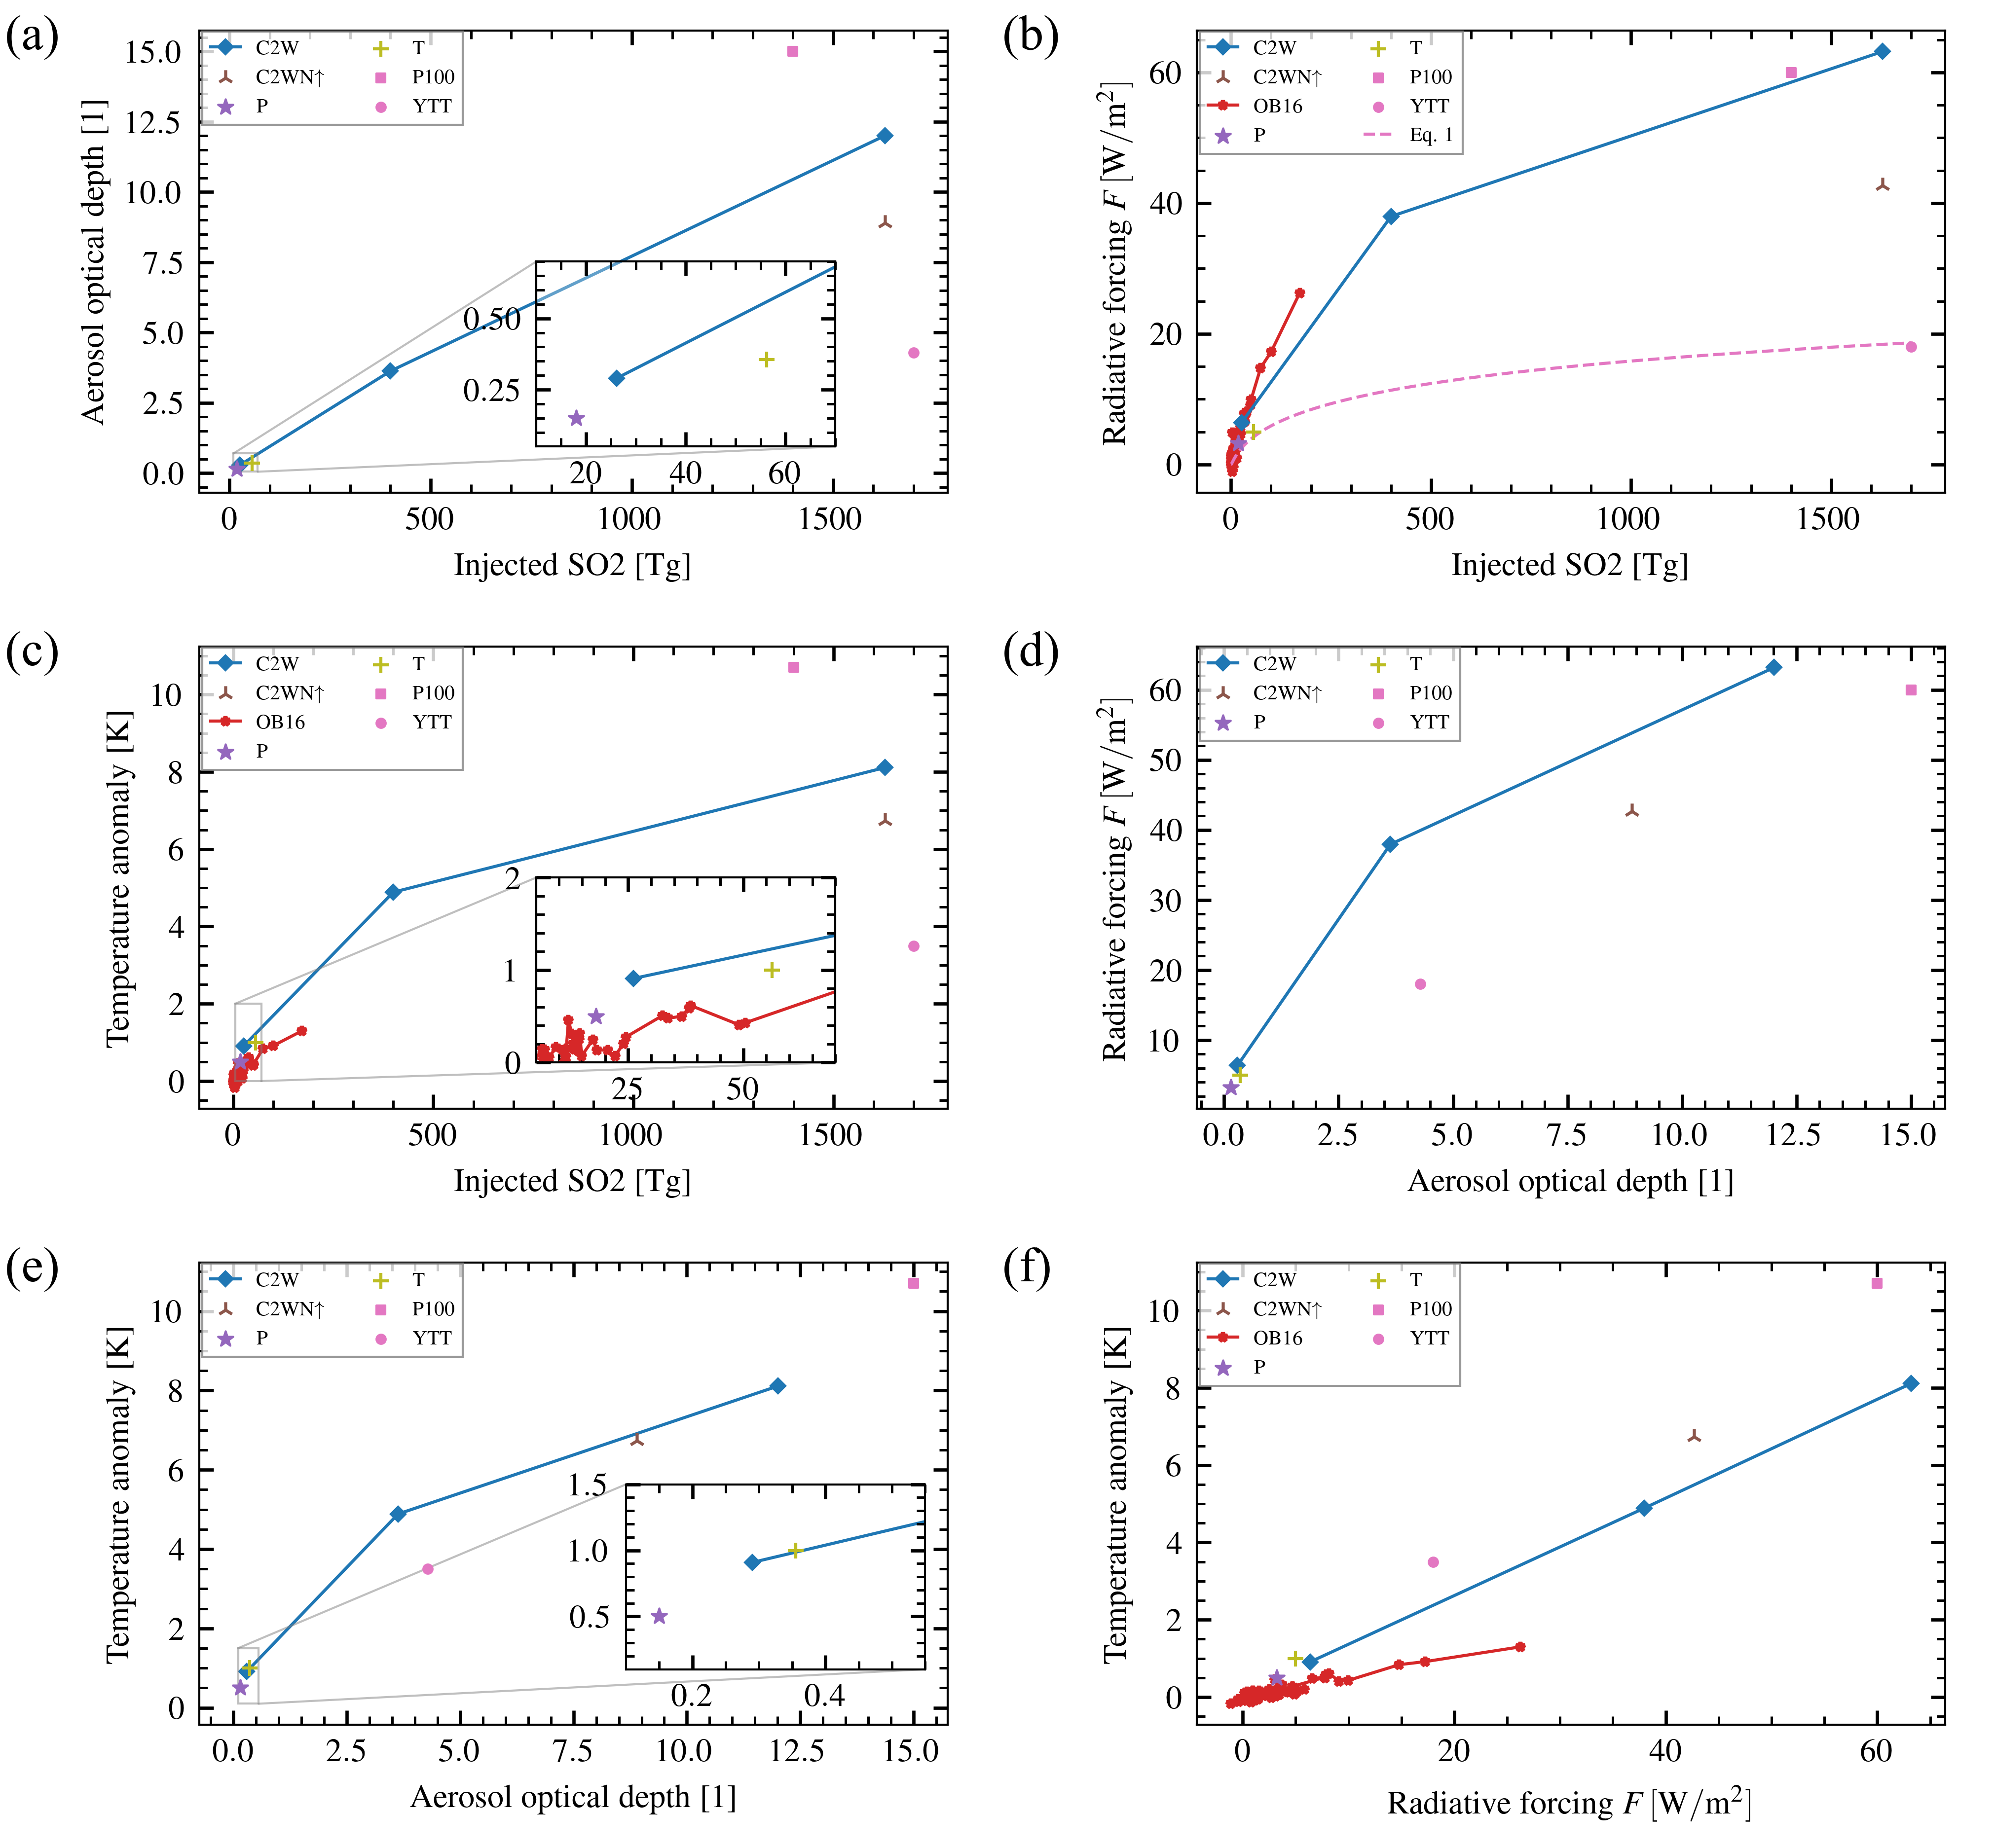 (a)
C2W
C2WN↑
P
T
P100
YTT
15.0
12.5
10.0
7.5
5.0
2.5
0.0
Aerosol optical depth [1]
0.50
0.25
20 40 60
0 500 1000 1500
Injected SO2 [Tg]
(b)
C2W
C2WN↑
OB16
P
T
P100
YTT
Eq. 1
60
40
20
0
Radiative forcing F [W/m²]
0 500 1000 1500
Injected SO2 [Tg]
(c)
C2W
C2WN↑
OB16
P
T
P100
YTT
10
8
6
4
2
0
Temperature anomaly [K]
2
1
0
25 50
0 500 1000 1500
Injected SO2 [Tg]
(d)
C2W
C2WN↑
P
T
P100
YTT
60
50
40
30
20
10
Radiative forcing F [W/m²]
0.0 2.5 5.0 7.5 10.0 12.5 15.0
Aerosol optical depth [1]
(e)
C2W
C2WN↑
P
T
P100
YTT
10
8
6
4
2
0
Temperature anomaly [K]
1.5
1.0
0.5
0.2 0.4
0.0 2.5 5.0 7.5 10.0 12.5 15.0
Aerosol optical depth [1]
(f)
C2W
C2WN↑
OB16
P
T
P100
YTT
10
8
6
4
2
0
Temperature anomaly [K]
0 20 40 60
Radiative forcing F [W/m²]